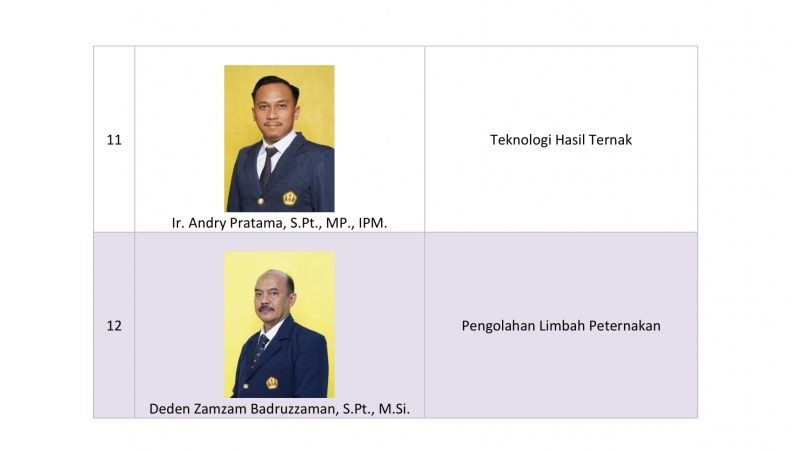 11
Ir. Andry Pratama, S.Pt., MP., IPM.
Teknologi Hasil Ternak
12
Deden Zamzam Badruzzaman, S.Pt., M.Si.
Pengolahan Limbah Peternakan